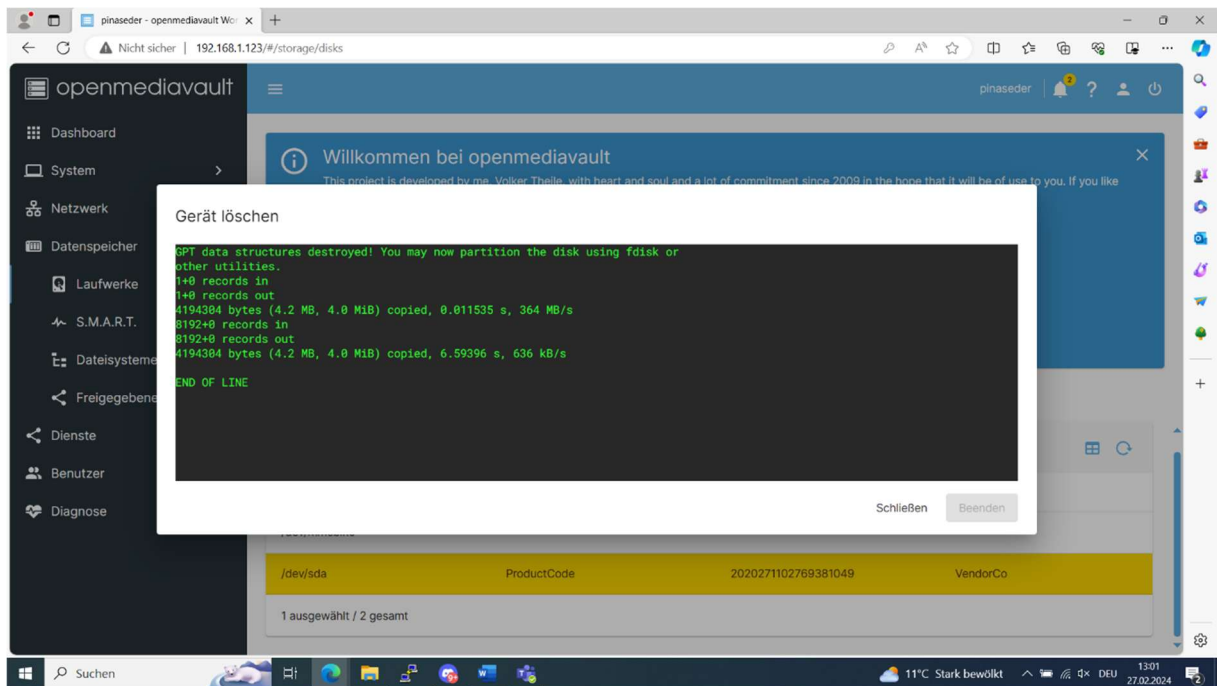 pinaseder - openmediavault Wor
Nicht sicher | 192.168.1.123/#/storage/disks
openmediavault
pinaseder
2
Dashboard
System
Netzwerk
Datenspeicher
Laufwerke
S.M.A.R.T.
Dateisysteme
Freigegebene
Dienste
Benutzer
Diagnose
Willkommen bei openmediavault
This project is developed by me, Volker Theile, with heart and soul and a lot of commitment since 2009 in the hope that it will be of use to you. If you like
Gerät löschen
GPT data structures destroyed! You may now partition the disk using fdisk or
other utilities.
1+0 records in
1+0 records out
4194304 bytes (4.2 MB, 4.0 MiB) copied, 0.011535 s, 364 MB/s
8192+0 records in
8192+0 records out
4194304 bytes (4.2 MB, 4.0 MiB) copied, 6.59396 s, 636 kB/s
END OF LINE
Schließen Beenden
/dev/sda ProductCode 2020271102769381049 VendorCo
1 ausgewählt / 2 gesamt
Suchen
11°C Stark bewölkt
DEU
13:01
27.02.2024
2